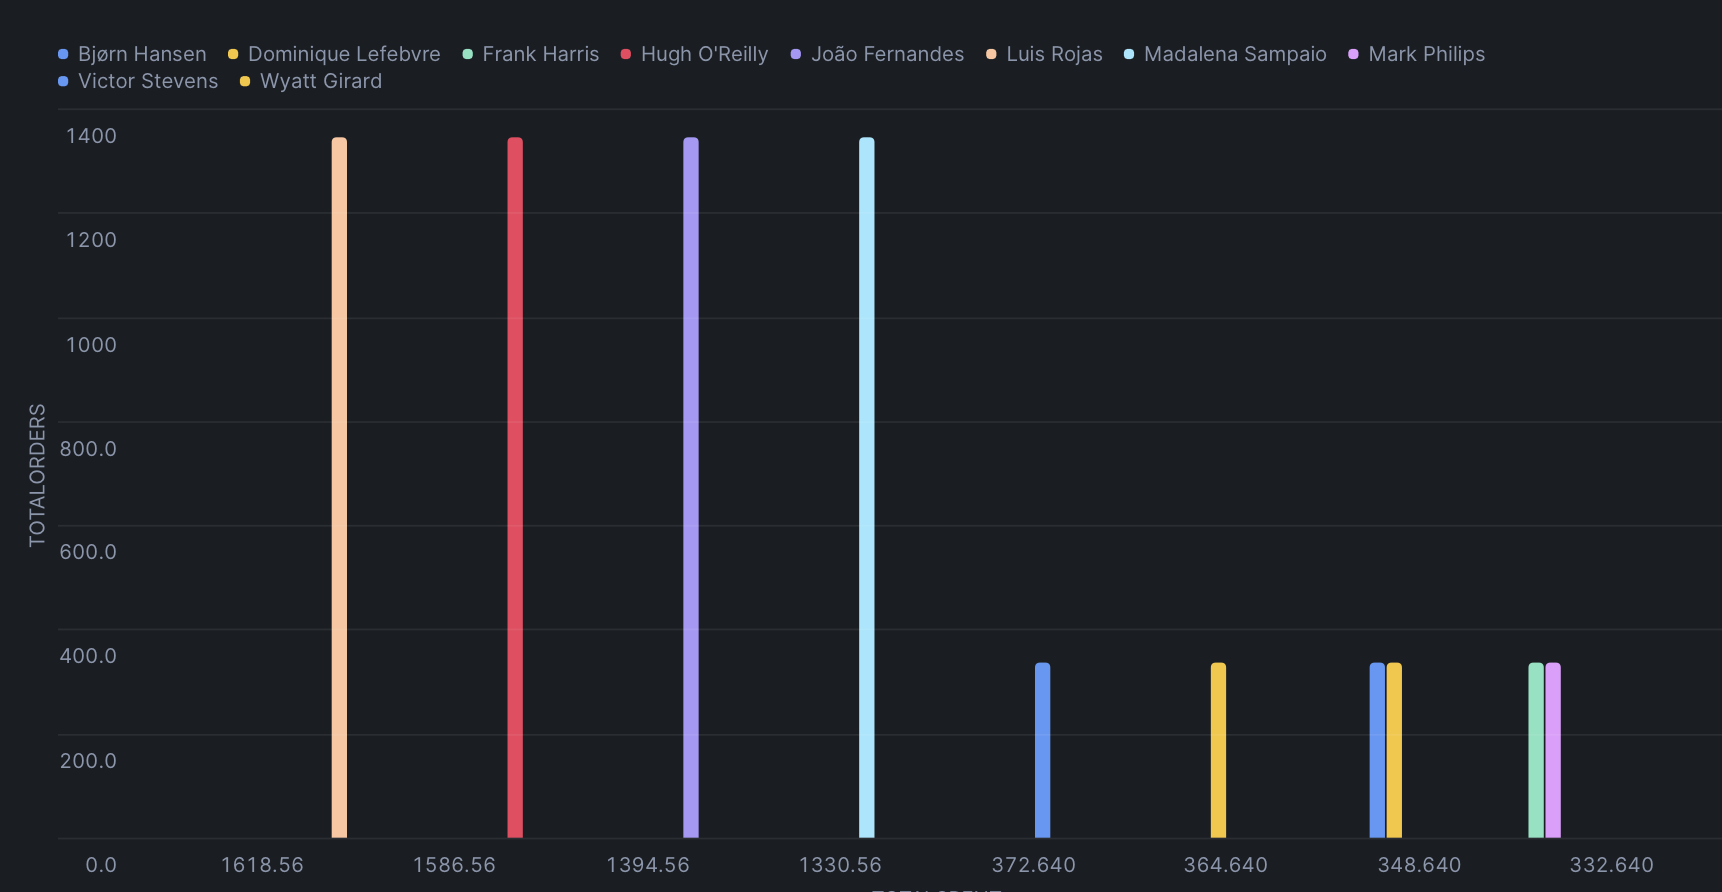 Bjørn Hansen Dominique Lefebvre Frank Harris Hugh O'Reilly João Fernandes Luis Rojas Madalena Sampaio Mark Philips
Victor Stevens Wyatt Girard
1400
1200
1000
800.0
600.0
400.0
200.0
0.0
TOTALORDERS
1618.56 1586.56 1394.56 1330.56 372.640 364.640 348.640 332.640